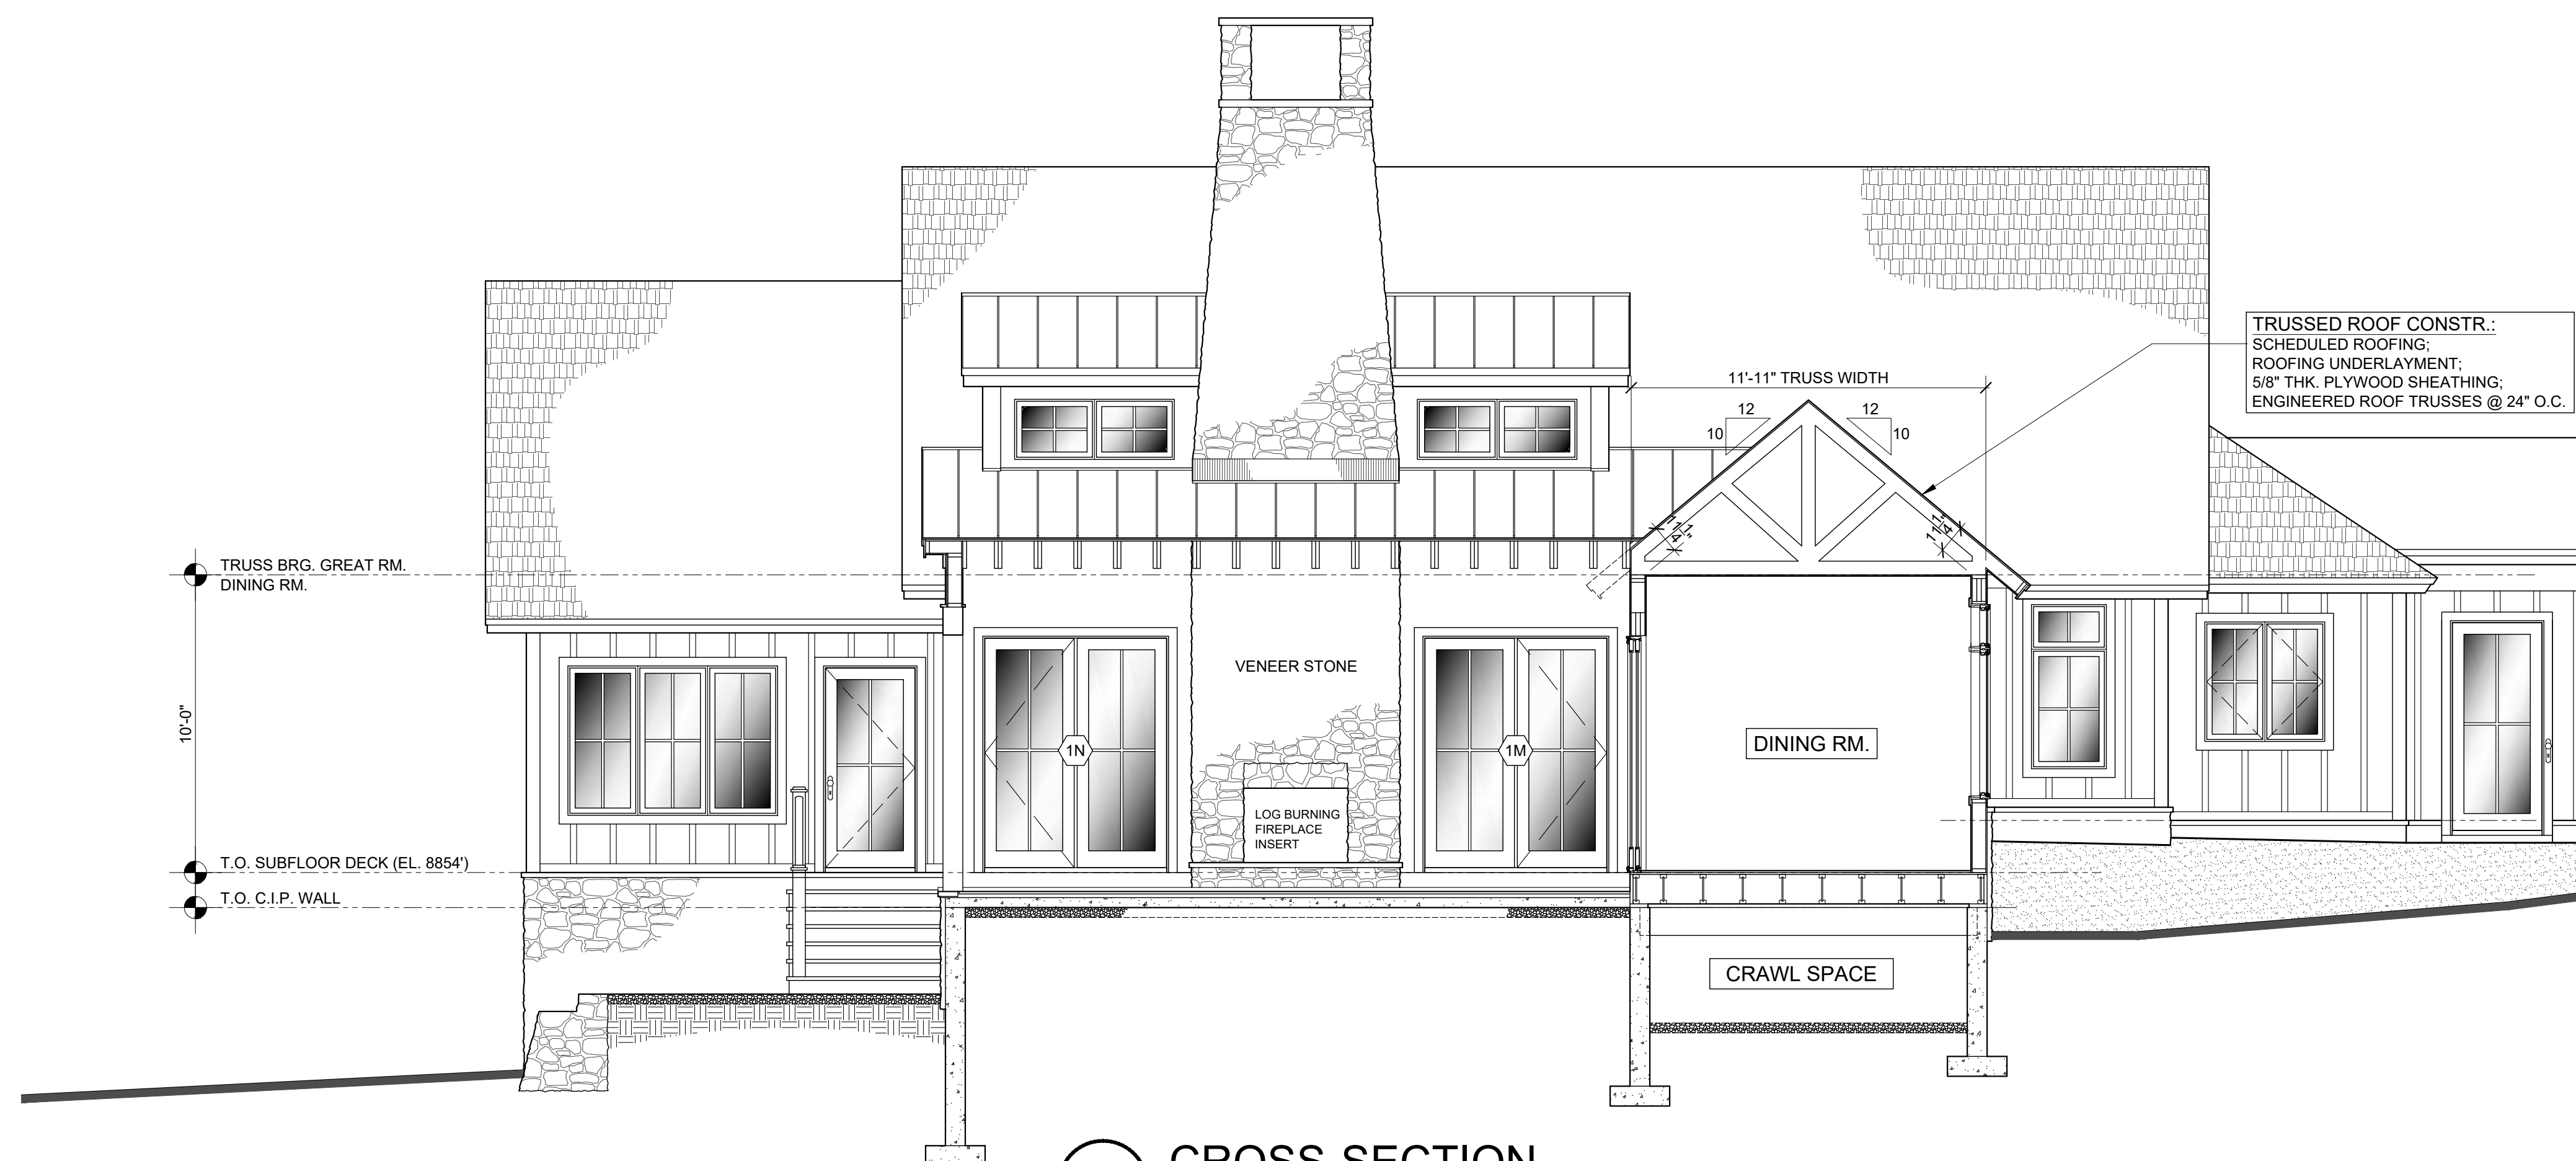 TRUSSED ROOF CONSTR.:
SCHEDULED ROOFING;
ROOFING UNDERLAYMENT;
5/8" THK. PLYWOOD SHEATHING;
ENGINEERED ROOF TRUSSES @ 24" O.C.
11'-11" TRUSS WIDTH
12
10
12
10
TRUSS BRG. GREAT RM.
DINING RM.
10'-0"
T.O. SUBFLOOR DECK (EL. 8854')
T.O. C.I.P. WALL
VENEER STONE
1N
1M
LOG BURNING
FIREPLACE
INSERT
DINING RM.
CRAWL SPACE
CROSS SECTION